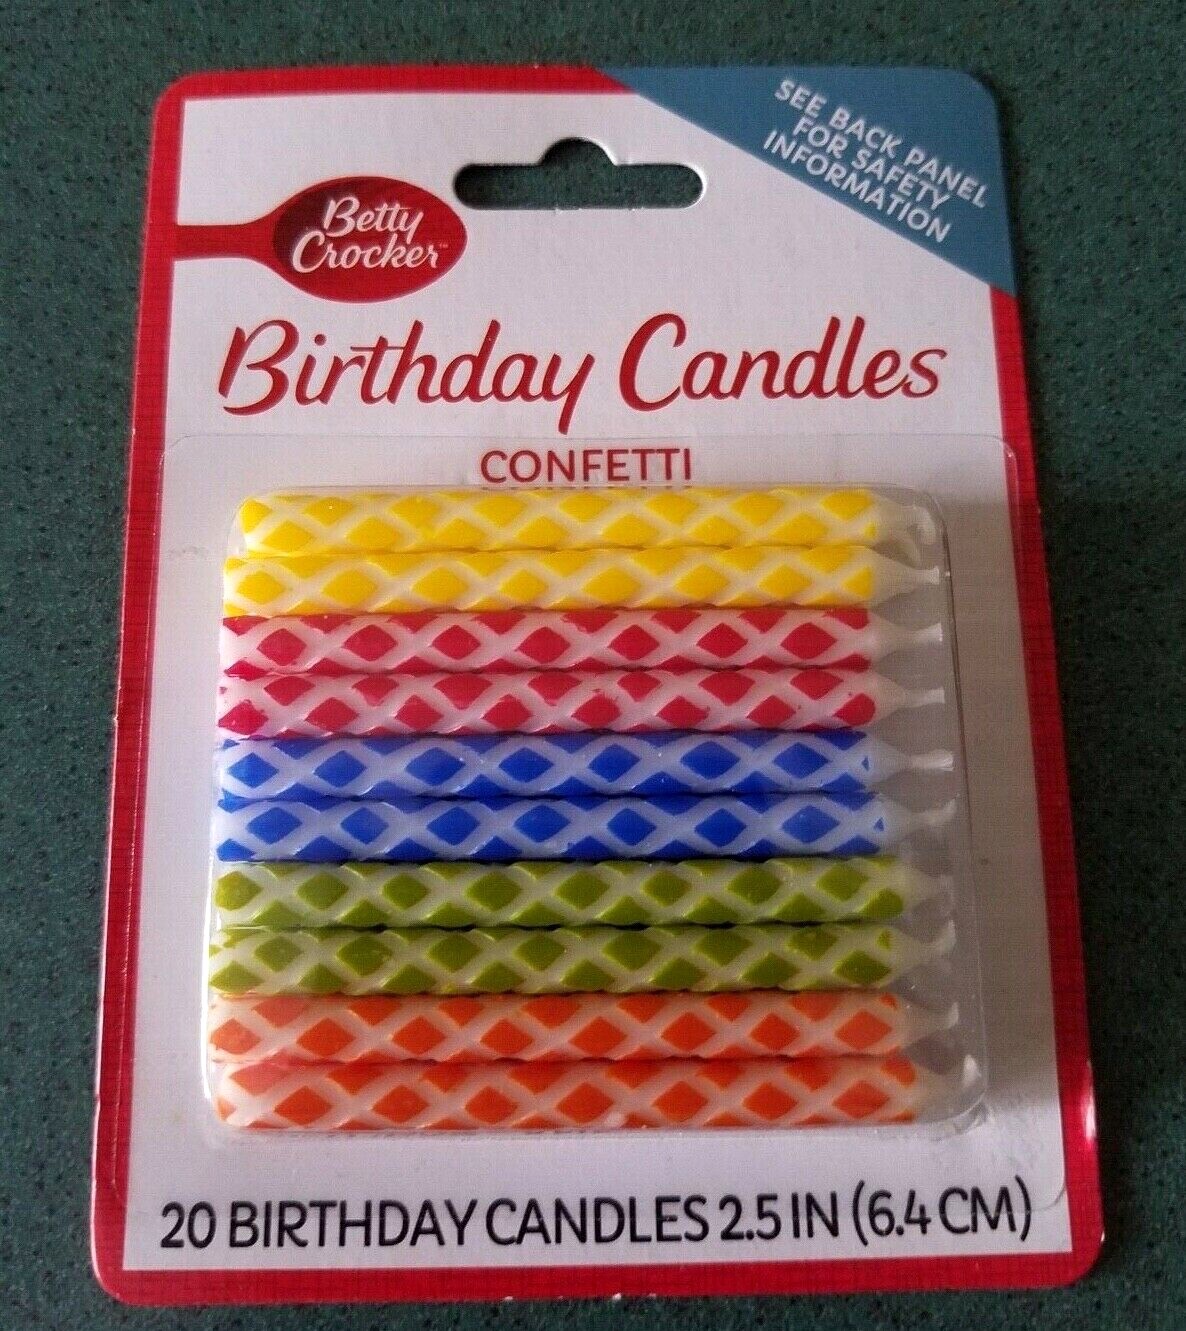 SEE BACK PANEL
FOR SAFETY
INFORMATION
Betty
Crocker™
Birthday Candles
CONFETTI
20 BIRTHDAY CANDLES 2.5 IN (6.4 CM)